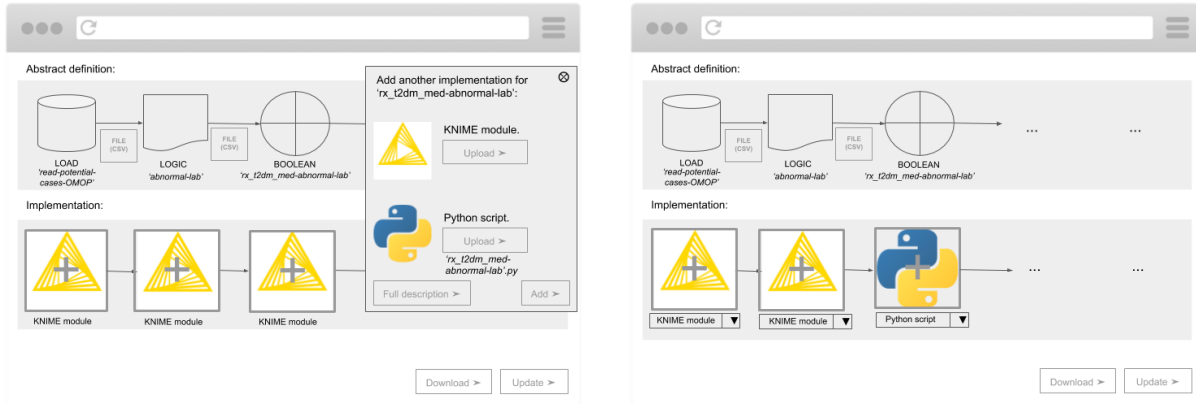 Abstract definition:
FILE
(CSV)
FILE
(CSV)
LOAD
'read-potential-
cases-OMOP'
LOGIC
'abnormal-lab'
BOOLEAN
'rx_t2dm_med-abnormal-lab'
Implementation:
KNIME module
KNIME module
KNIME module
Add another implementation for
'rx_t2dm_med-abnormal-lab':
KNIME module.
Upload ➢
Python script.
Upload ➢
'rx_t2dm_med-
abnormal-lab'.py
Full description ➢
Add ➢
Download ➢
Update ➢
Abstract definition:
FILE
(CSV)
FILE
(CSV)
...
...
LOAD
'read-potential-
cases-OMOP'
LOGIC
'abnormal-lab'
BOOLEAN
'rx_t2dm_med-abnormal-lab'
Implementation:
...
...
KNIME module ▼
KNIME module ▼
Python script ▼
Download ➢
Update ➢